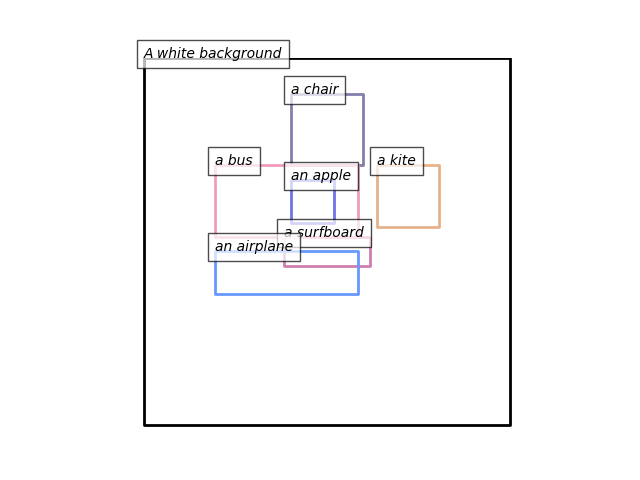 A white background
a chair
a bus
a kite
an apple
a surfboard
an airplane